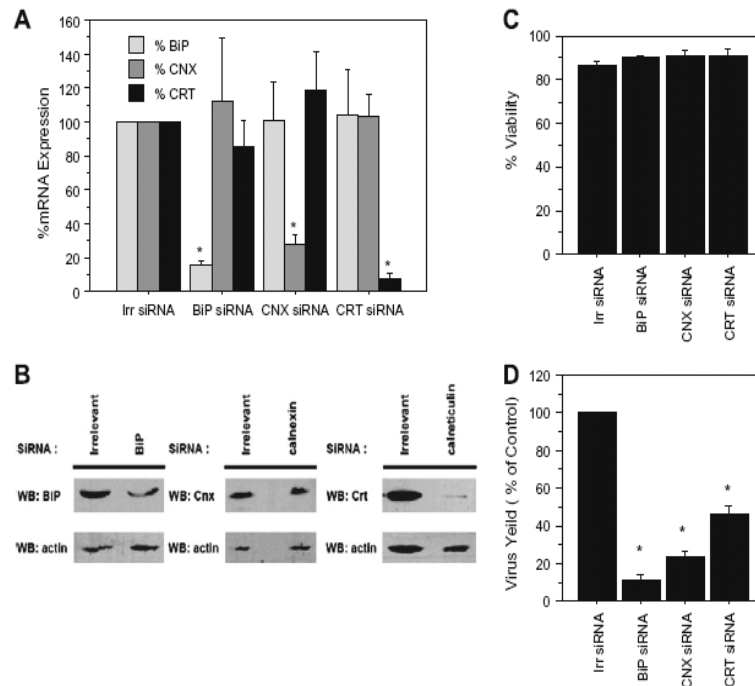 A
% BiP
% CNX
% CRT
%mRNA Expression
160
140
120
100
80
60
40
20
0
*
*
*
Irr siRNA
BiP siRNA
CNX siRNA
CRT siRNA
B
SiRNA :
Irrelevant
BiP
WB: BiP
WB: actin
SiRNA :
Irrelevant
calnexin
WB: Cnx
WB: actin
SiRNA :
Irrelevant
calreticulin
WB: Crt
WB: actin
C
% Viability
100
80
60
40
20
0
Irr siRNA
BiP siRNA
CNX siRNA
CRT siRNA
D
Virus Yeild ( % of Control)
120
100
80
60
40
20
0
*
*
*
Irr siRNA
BiP siRNA
CNX siRNA
CRT siRNA